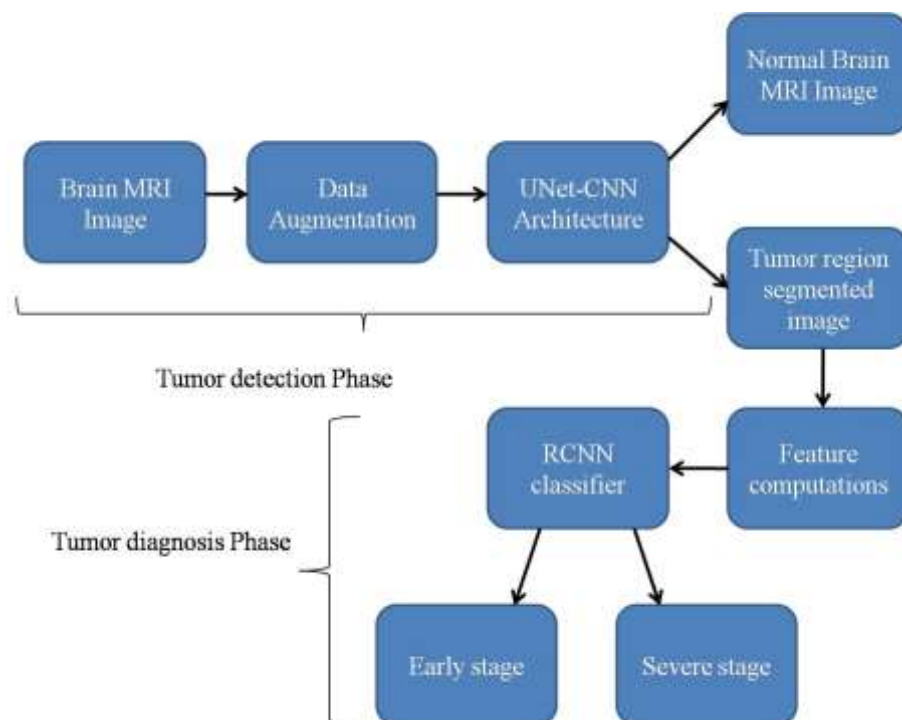 Normal Brain
MRI Image
Brain MRI
Image
Data
Augmentation
UNet-CNN
Architecture
Tumor region
segmented
image
Tumor detection Phase
RCNN
classifier
Feature
computations
Tumor diagnosis Phase
Early stage
Severe stage